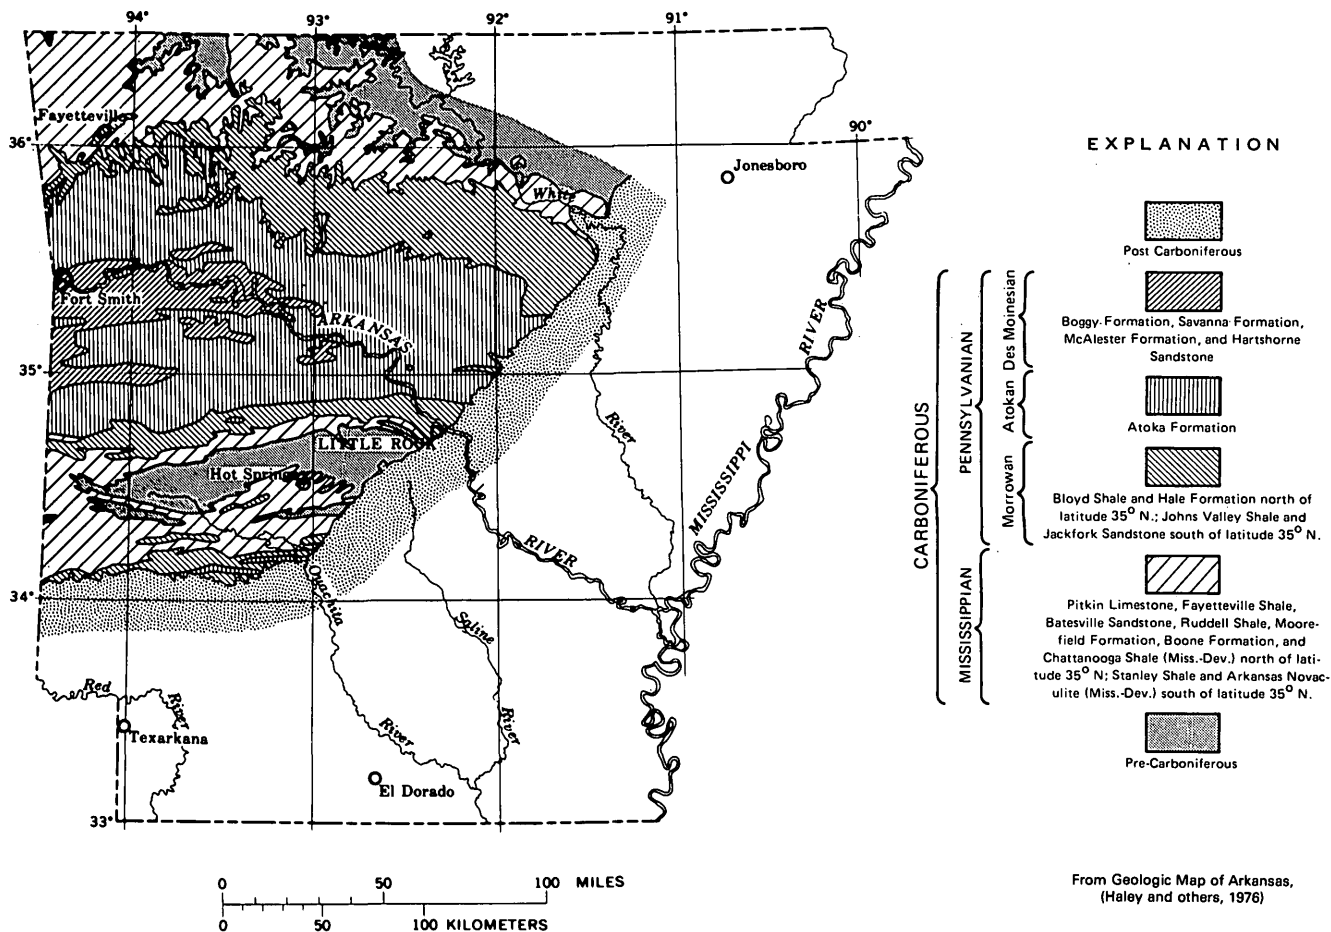 94°
93°
92°
91°
90°
36°
35°
34°
33°
Fayetteville
Jonesboro
White
Fort Smith
ARKANSAS
RIVER
MISSISSIPPI
River
LITTLE ROCK
Hot Springs
RIVER
Ouachita
Saline
Red
River
Texarkana
River
River
El Dorado
0 50 100 MILES
0 50 100 KILOMETERS
EXPLANATION
Post Carboniferous
CARBONIFEROUS
PENNSYLVANIAN
Des Moinesian
Boggy Formation, Savanna Formation,
McAlester Formation, and Hartshorne
Sandstone
Atokan
Atoka Formation
Morrowan
Bloyd Shale and Hale Formation north of
latitude 35° N.; Johns Valley Shale and
Jackfork Sandstone south of latitude 35° N.
MISSISSIPPIAN
Pitkin Limestone, Fayetteville Shale,
Batesville Sandstone, Ruddell Shale, Moore-
field Formation, Boone Formation, and
Chattanooga Shale (Miss.-Dev.) north of lati-
tude 35° N; Stanley Shale and Arkansas Novac-
ulite (Miss.-Dev.) south of latitude 35° N.
Pre-Carboniferous
From Geologic Map of Arkansas,
(Haley and others, 1976)